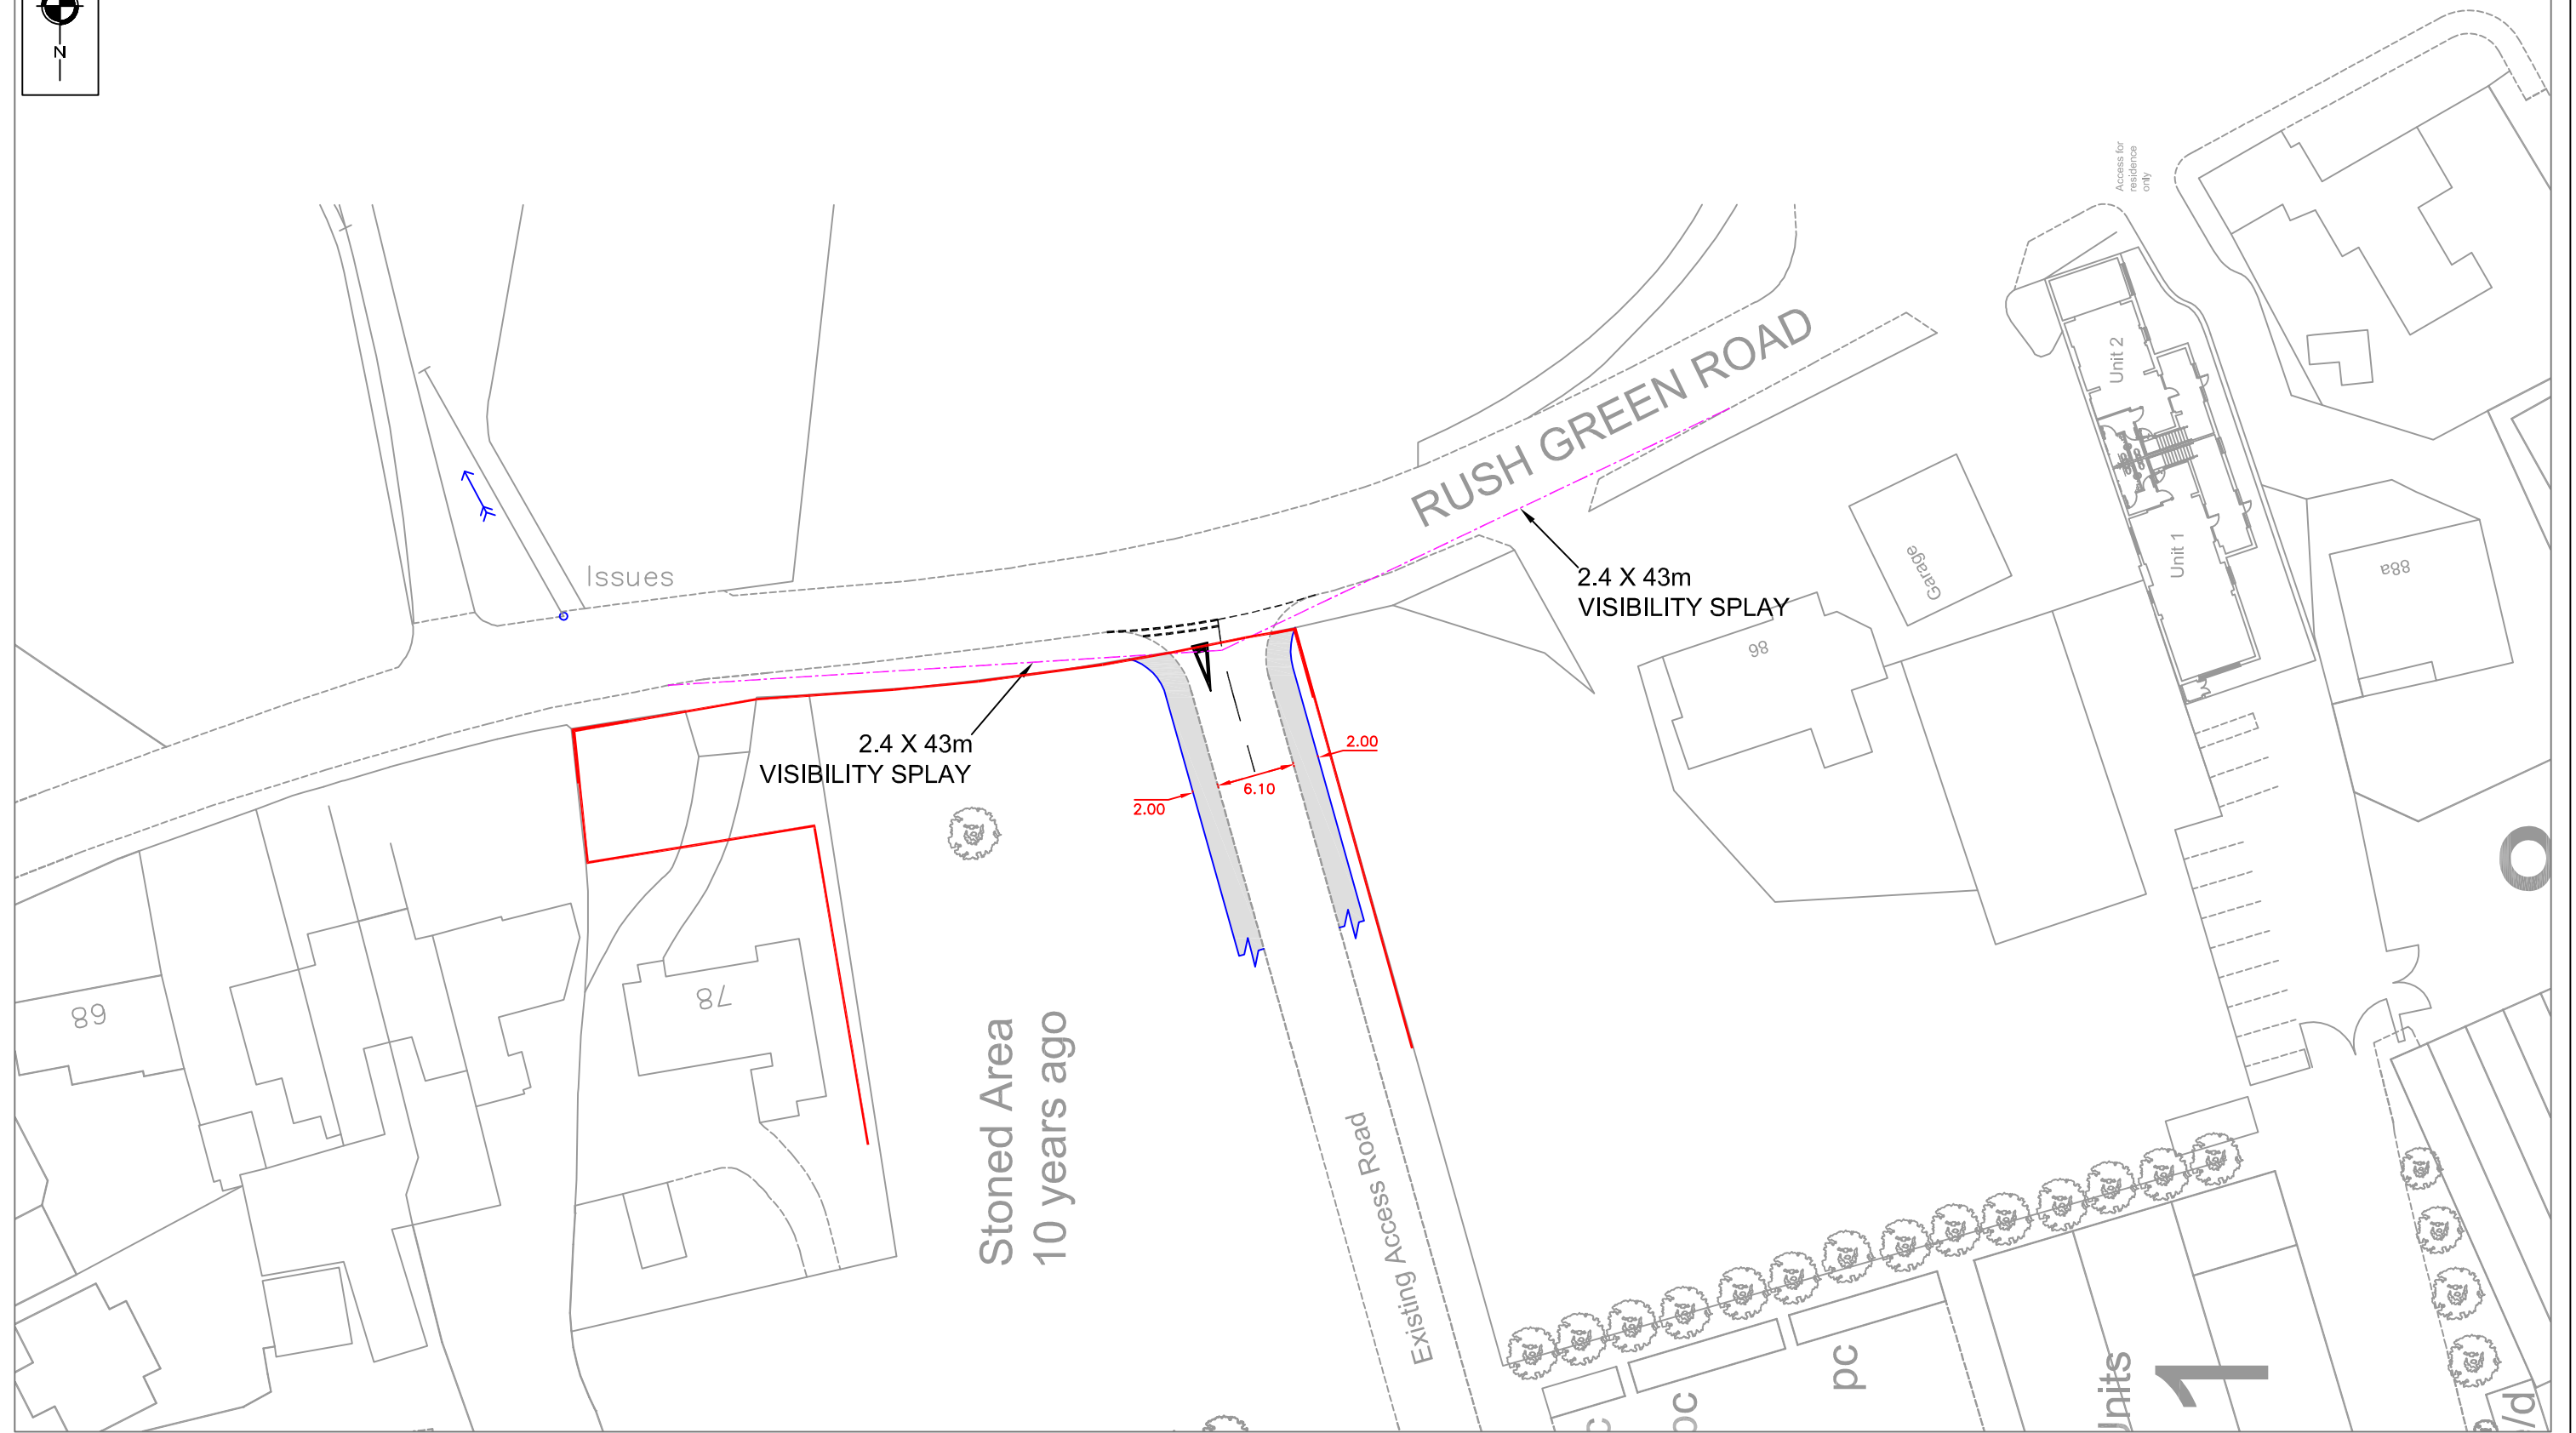 N
Access for
residence
only
Unit 2
RUSH GREEN ROAD
Issues
2.4 X 43m
VISIBILITY SPLAY
Garage
Unit 1
88a
86
2.4 X 43m
VISIBILITY SPLAY
2.00
6.10
2.00
78
68
Stoned Area
10 years ago
Existing Access Road
pc
Units
1